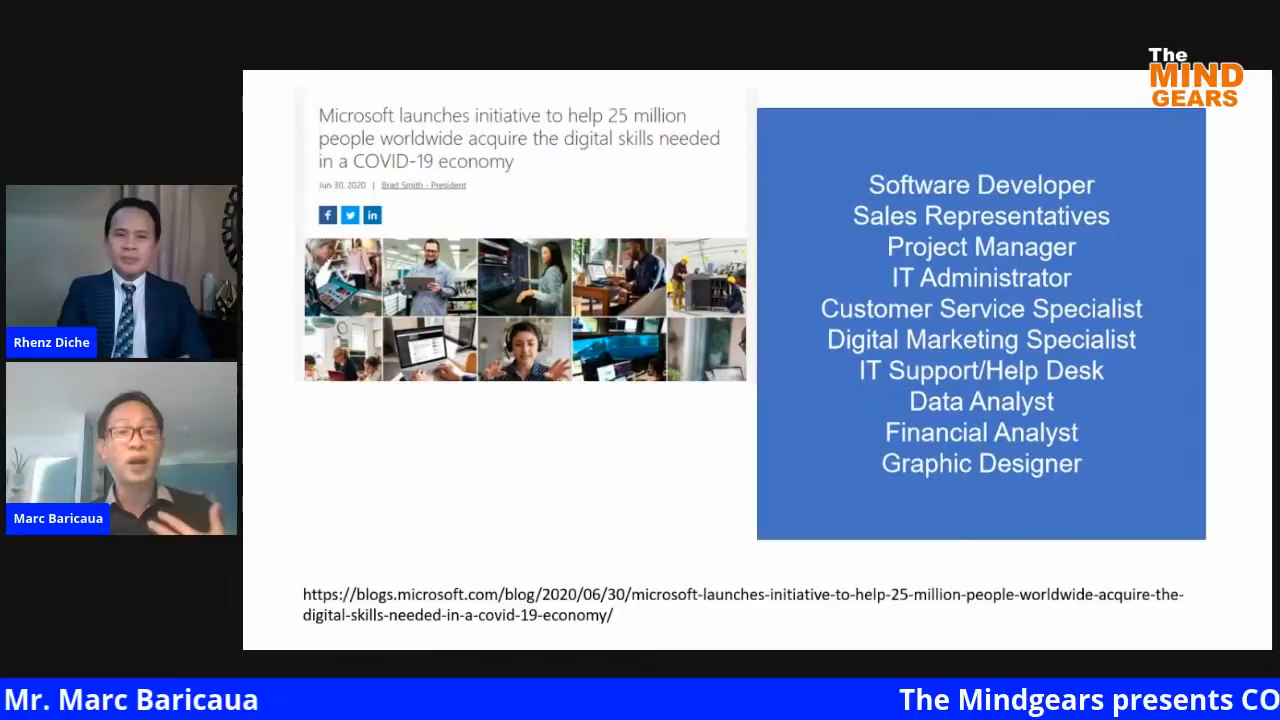 The
MIND
GEARS
Microsoft launches initiative to help 25 million
people worldwide acquire the digital skills needed
in a COVID-19 economy
Jun 30, 2020 | Brad Smith - President
Software Developer
Sales Representatives
Project Manager
IT Administrator
Customer Service Specialist
Digital Marketing Specialist
IT Support/Help Desk
Data Analyst
Financial Analyst
Graphic Designer
Rhenz Diche
Marc Baricaua
https://blogs.microsoft.com/blog/2020/06/30/microsoft-launches-initiative-to-help-25-million-people-worldwide-acquire-the-
digital-skills-needed-in-a-covid-19-economy/
Mr. Marc Baricaua
The Mindgears presents CO